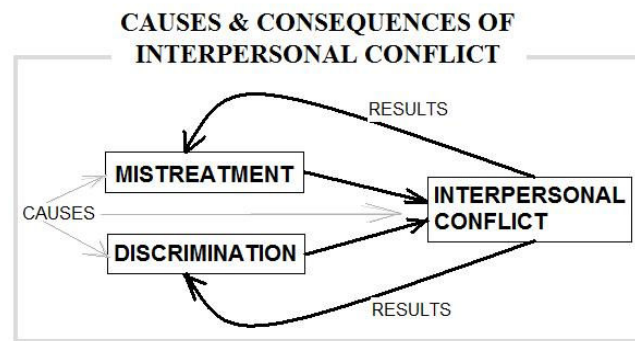 CAUSES & CONSEQUENCES OF
INTERPERSONAL CONFLICT
RESULTS
MISTREATMENT
INTERPERSONAL
CONFLICT
CAUSES
DISCRIMINATION
RESULTS